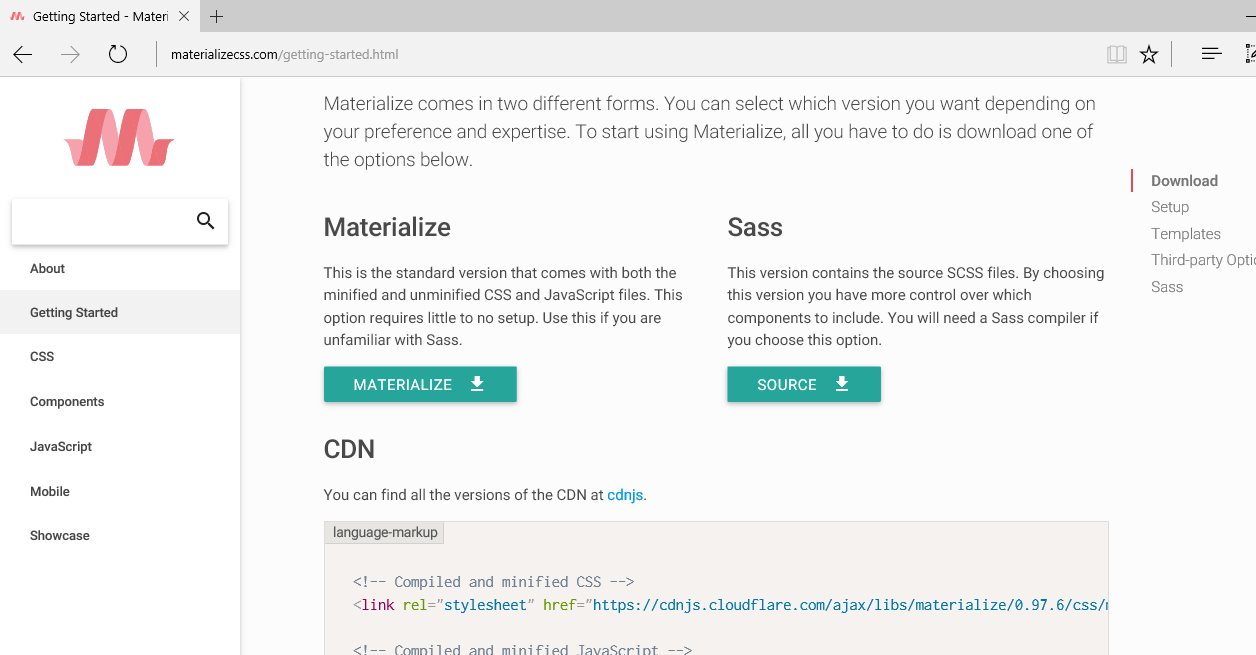 Getting Started - Materi
materializecss.com/getting-started.html
About
Getting Started
CSS
Components
JavaScript
Mobile
Showcase
Materialize comes in two different forms. You can select which version you want depending on
your preference and expertise. To start using Materialize, all you have to do is download one of
the options below.
Materialize
This is the standard version that comes with both the
minified and unminified CSS and JavaScript files. This
option requires little to no setup. Use this if you are
unfamiliar with Sass.
MATERIALIZE
Sass
This version contains the source SCSS files. By choosing
this version you have more control over which
components to include. You will need a Sass compiler if
you choose this option.
SOURCE
CDN
You can find all the versions of the CDN at cdnjs.
language-markup
<!-- Compiled and minified CSS -->
<link rel="stylesheet" href="https://cdnjs.cloudflare.com/ajax/libs/materialize/0.97.6/css/
<!-- Compiled and minified JavaScript -->
Download
Setup
Templates
Third-party Optio
Sass